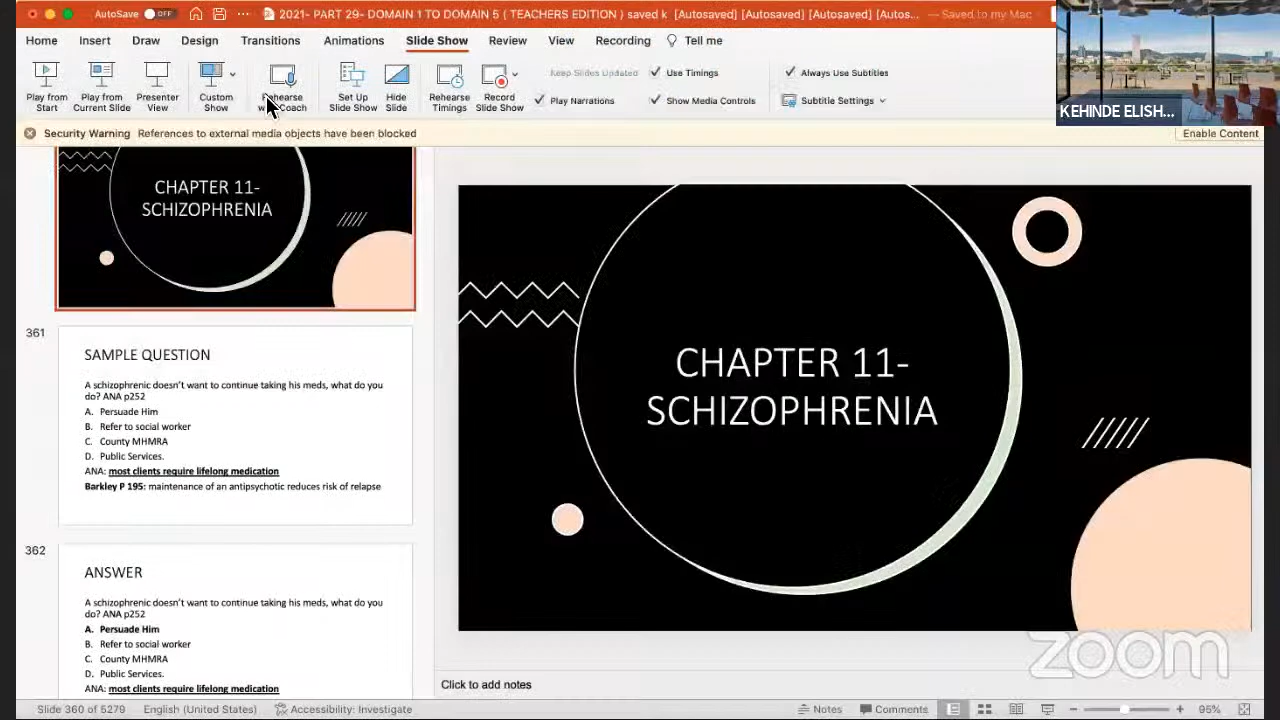 AutoSave OFF 2021- PART 29- DOMAIN 1 TO DOMAIN 5 ( TEACHERS EDITION ) saved k [Autosaved] [Autosaved] [Autosaved] [Autos... — Saved to my Mac
Home Insert Draw Design Transitions Animations Slide Show Review View Recording Tell me
Play from Start
Play from Current Slide
Presenter View
Custom Show
Rehearse with Coach
Set Up Slide Show
Hide Slide
Rehearse Timings
Record Slide Show
Keep Slides Updated
Play Narrations
Use Timings
Show Media Controls
Always Use Subtitles
Subtitle Settings
KEHINDE ELISH...
Security Warning References to external media objects have been blocked
Enable Content
CHAPTER 11-
SCHIZOPHRENIA
361
SAMPLE QUESTION
A schizophrenic doesn't want to continue taking his meds, what do you
do? ANA p252
A. Persuade Him
B. Refer to social worker
C. County MHMRA
D. Public Services.
ANA: most clients require lifelong medication
Barkley P 195: maintenance of an antipsychotic reduces risk of relapse
362
ANSWER
A schizophrenic doesn't want to continue taking his meds, what do you
do? ANA p252
A. Persuade Him
B. Refer to social worker
C. County MHMRA
D. Public Services.
ANA: most clients require lifelong medication
CHAPTER 11-
SCHIZOPHRENIA
zoom
Click to add notes
Slide 360 of 5279 English (United States) Accessibility: Investigate Notes Comments 95%